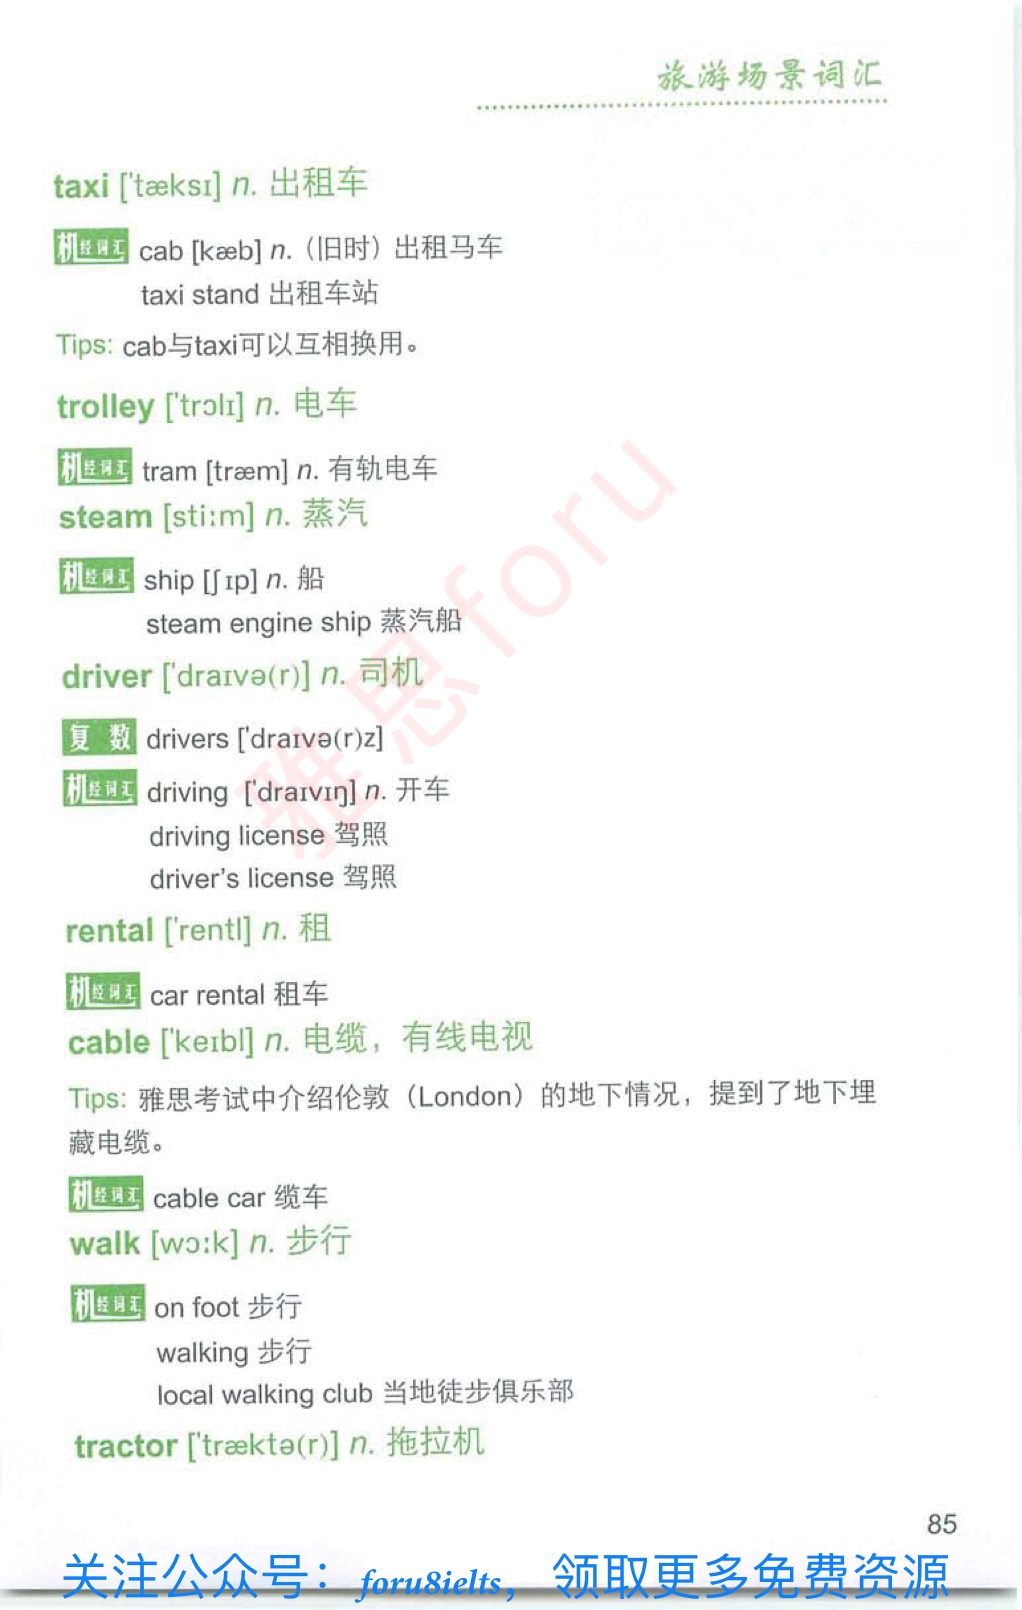 旅游场景词汇
taxi ['tæksɪ] n. 出租车
机经词汇 cab [kæb] n.（旧时）出租马车
taxi stand 出租车站
Tips: cab与taxi可以互相换用。
trolley ['trɔlɪ] n. 电车
机经词汇 tram [træm] n. 有轨电车
steam [stiːm] n. 蒸汽
机经词汇 ship [ʃɪp] n. 船
steam engine ship 蒸汽船
driver ['draɪvə(r)] n. 司机
复数 drivers ['draɪvə(r)z]
机经词汇 driving ['draɪvɪŋ] n. 开车
driving license 驾照
driver's license 驾照
rental ['rentl] n. 租
机经词汇 car rental 租车
cable ['keɪbl] n. 电缆，有线电视
Tips: 雅思考试中介绍伦敦（London）的地下情况，提到了地下埋
藏电缆。
机经词汇 cable car 缆车
walk [wɔːk] n. 步行
机经词汇 on foot 步行
walking 步行
local walking club 当地徒步俱乐部
tractor ['træktə(r)] n. 拖拉机
85
雅思foru
关注公众号：foru8ielts，领取更多免费资源